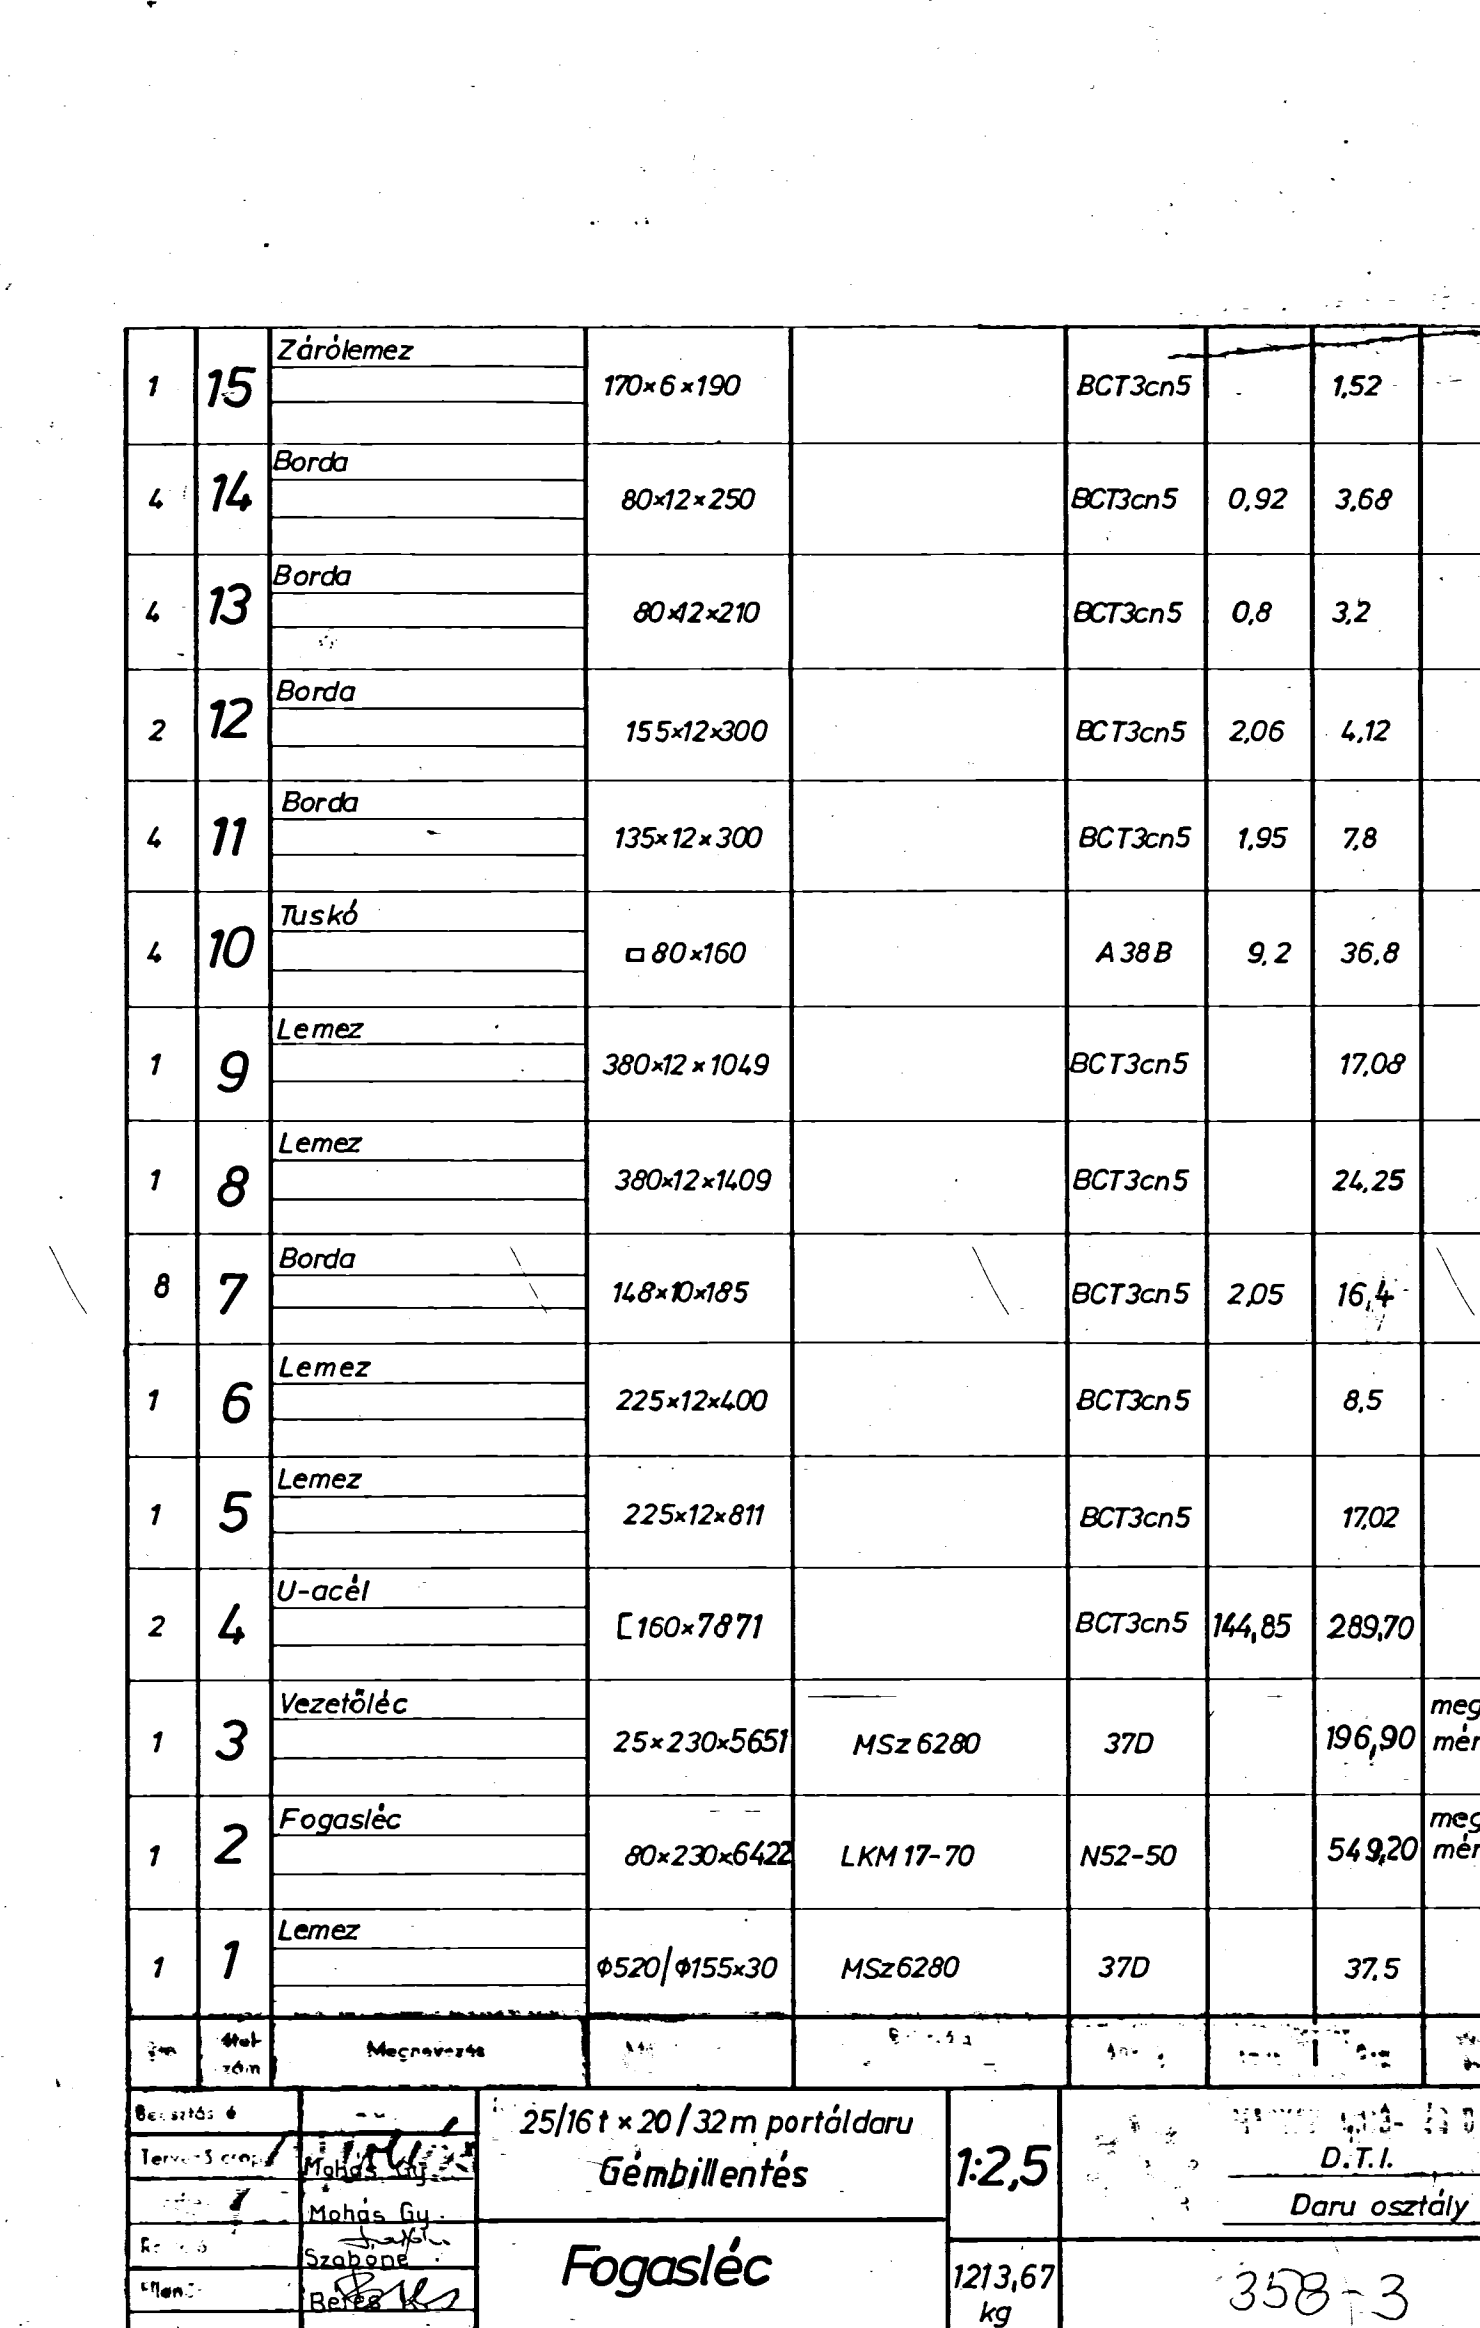 1 15 Zárólemez 170×6×190 BCT3cn5 1,52
4 14 Borda 80×12×250 BCT3cn5 0,92 3,68
4 13 Borda 80×12×210 BCT3cn5 0,8 3,2
2 12 Borda 155×12×300 BCT3cn5 2,06 4,12
4 11 Borda 135×12×300 BCT3cn5 1,95 7,8
4 10 Tuskó □ 80×160 A38B 9,2 36,8
1 9 Lemez 380×12×1049 BCT3cn5 17,08
1 8 Lemez 380×12×1409 BCT3cn5 24,25
8 7 Borda 148×10×185 BCT3cn5 2,05 16,4
1 6 Lemez 225×12×400 BCT3cn5 8,5
1 5 Lemez 225×12×811 BCT3cn5 17,02
2 4 U-acél [160×7871 BCT3cn5 144,85 289,70
1 3 Vezetőléc 25×230×5651 MSz 6280 37D 196,90 meg
mér
1 2 Fogasléc 80×230×6422 LKM 17-70 N52-50 549,20 meg
mér
1 1 Lemez ϕ520/ϕ155×30 MSz 6280 37D 37,5
Megnevezés
25/16 t × 20/32 m portáldaru
Gémbillentés
1:2,5
D.T.I.
Daru osztály
Mohás Gy.
Mohás Gy.
Szabóné
Fogasléc
1213,67
kg
358-3